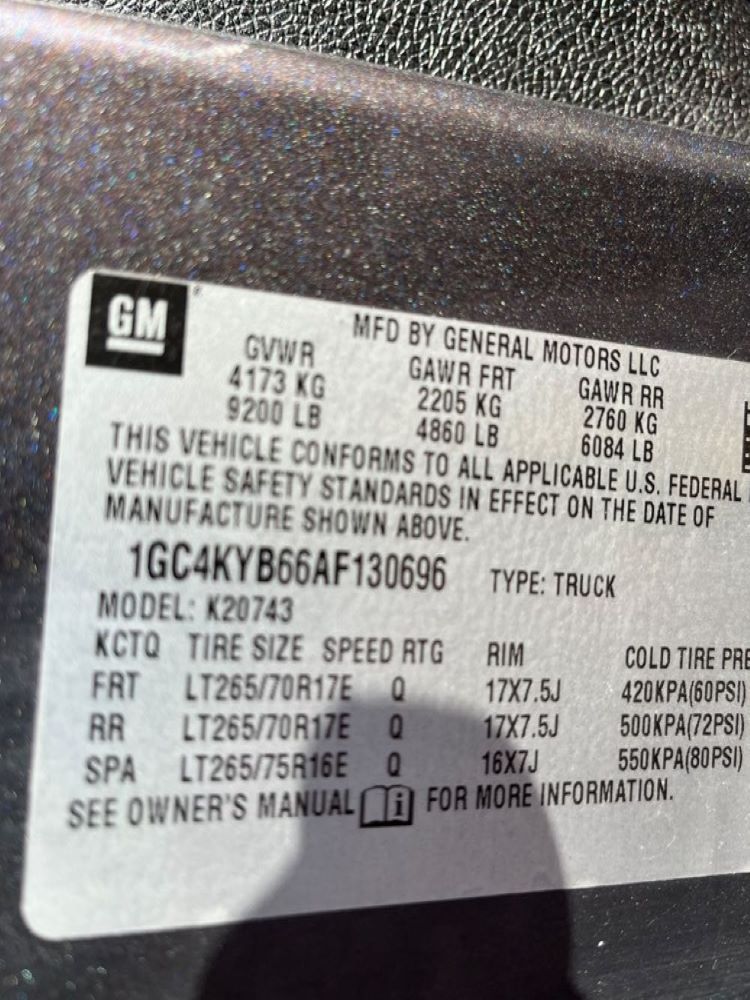 GM
MFD BY GENERAL MOTORS LLC
GVWR GAWR FRT GAWR RR
4173 KG 2205 KG 2760 KG
9200 LB 4860 LB 6084 LB
THIS VEHICLE CONFORMS TO ALL APPLICABLE U.S. FEDERAL
VEHICLE SAFETY STANDARDS IN EFFECT ON THE DATE OF
MANUFACTURE SHOWN ABOVE.
1GC4KYB66AF130696 TYPE: TRUCK
MODEL: K20743
KCTQ TIRE SIZE SPEED RTG RIM COLD TIRE PRE
FRT LT265/70R17E Q 17X7.5J 420KPA(60PSI)
RR LT265/70R17E Q 17X7.5J 500KPA(72PSI)
SPA LT265/75R16E Q 16X7J 550KPA(80PSI)
SEE OWNER'S MANUAL i FOR MORE INFORMATION.